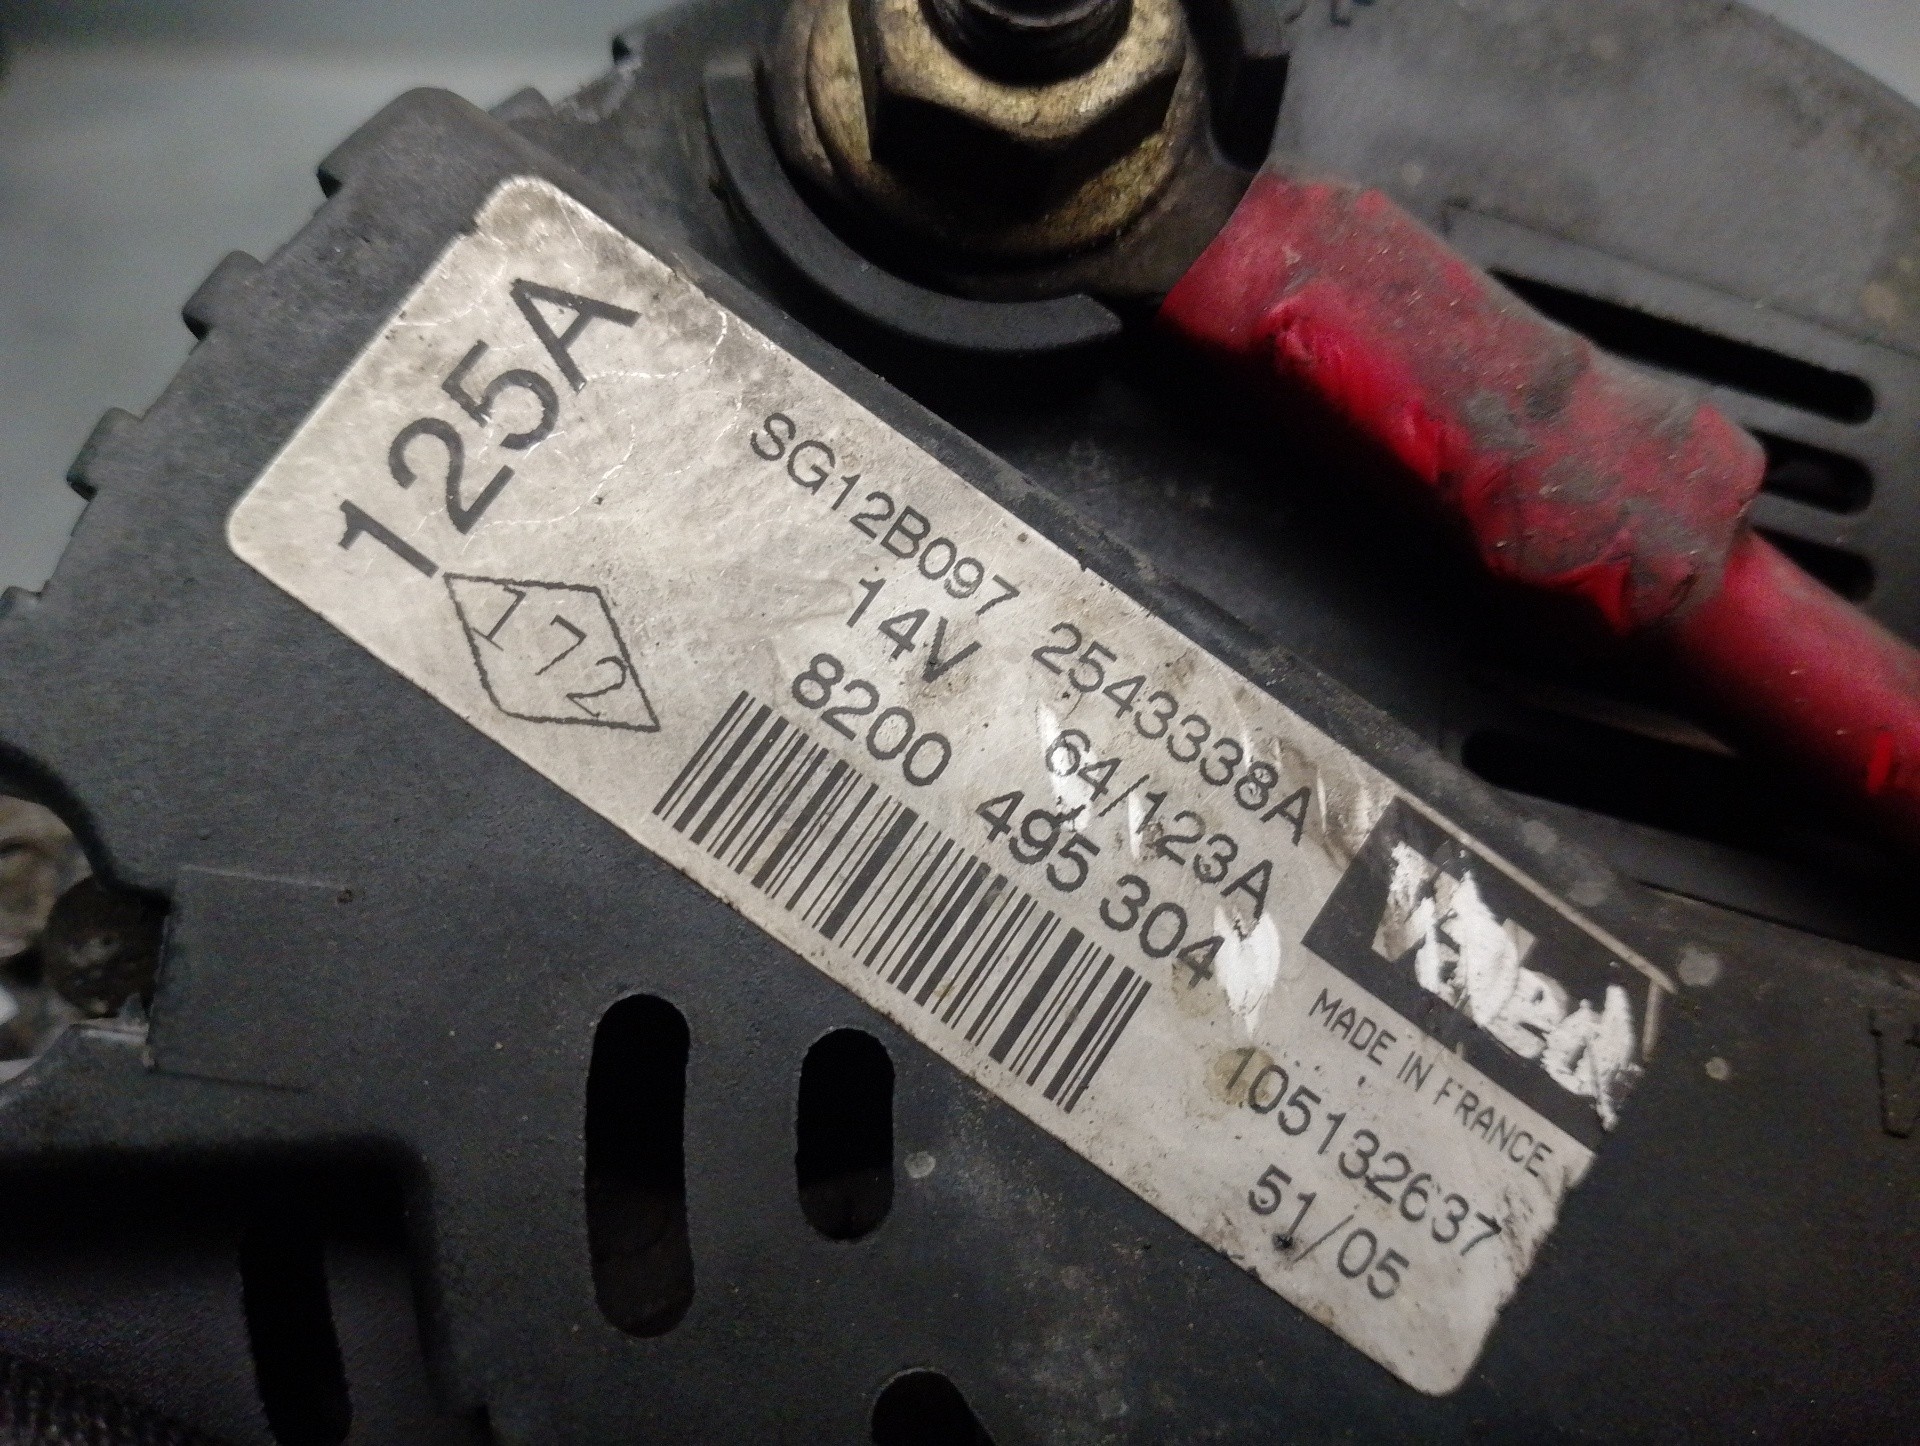 125A
172
SG12B097 2543338A
14V 64/123A
8200 495 304
Valeo
MADE IN FRANCE
105132637
51/05